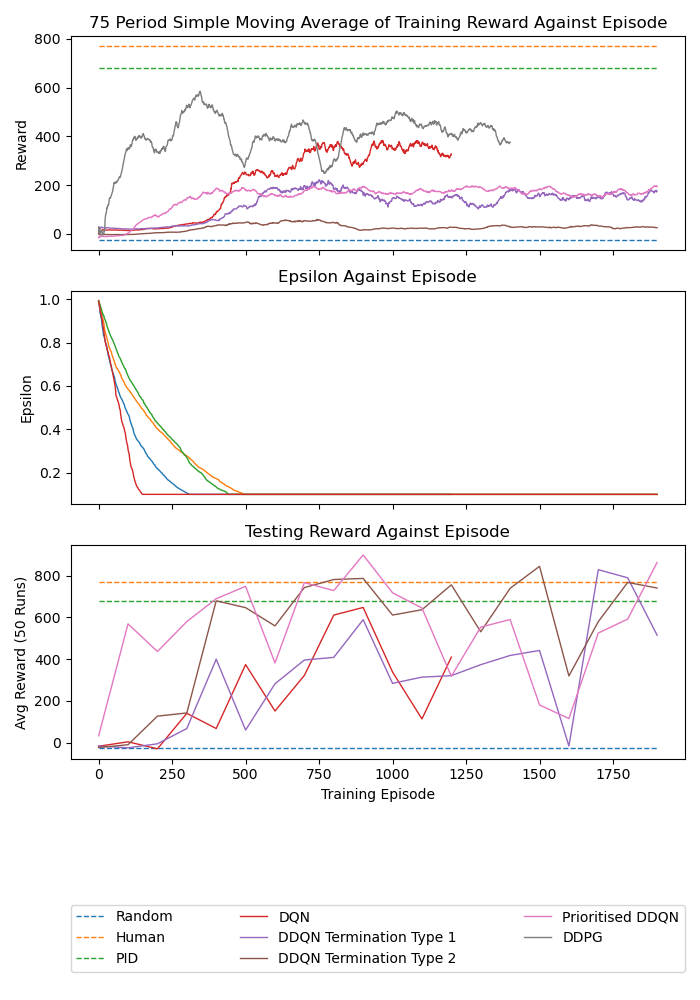 75 Period Simple Moving Average of Training Reward Against Episode
800
600
400
200
0
Reward
Epsilon Against Episode
1.0
0.8
0.6
0.4
0.2
Epsilon
Testing Reward Against Episode
800
600
400
200
0
Avg Reward (50 Runs)
0 250 500 750 1000 1250 1500 1750
Training Episode
Random DQN Prioritised DDQN
Human DDQN Termination Type 1 DDPG
PID DDQN Termination Type 2